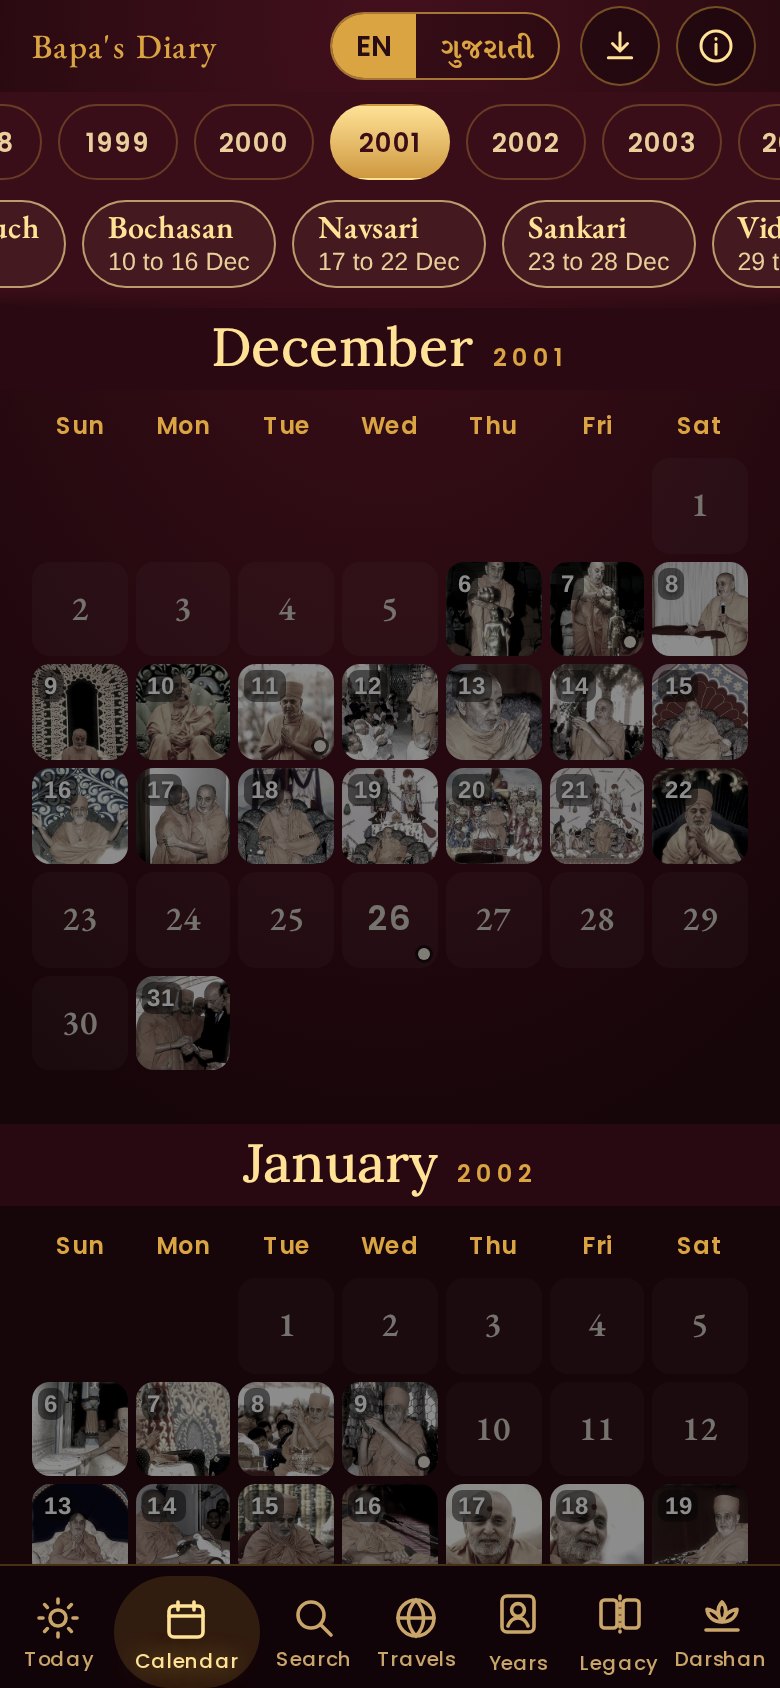 Bapa's Diary EN ગુજરાતી
8 1999 2000 2001 2002 2003 20
uch Bochasan Navsari Sankari Vid
10 to 16 Dec 17 to 22 Dec 23 to 28 Dec 29 t
December 2001
Sun Mon Tue Wed Thu Fri Sat
1
2 3 4 5 6 7 8
9 10 11 12 13 14 15
16 17 18 19 20 21 22
23 24 25 26 27 28 29
30 31
January 2002
Sun Mon Tue Wed Thu Fri Sat
1 2 3 4 5
6 7 8 9 10 11 12
13 14 15 16 17 18 19
Today Calendar Search Travels Years Legacy Darshan